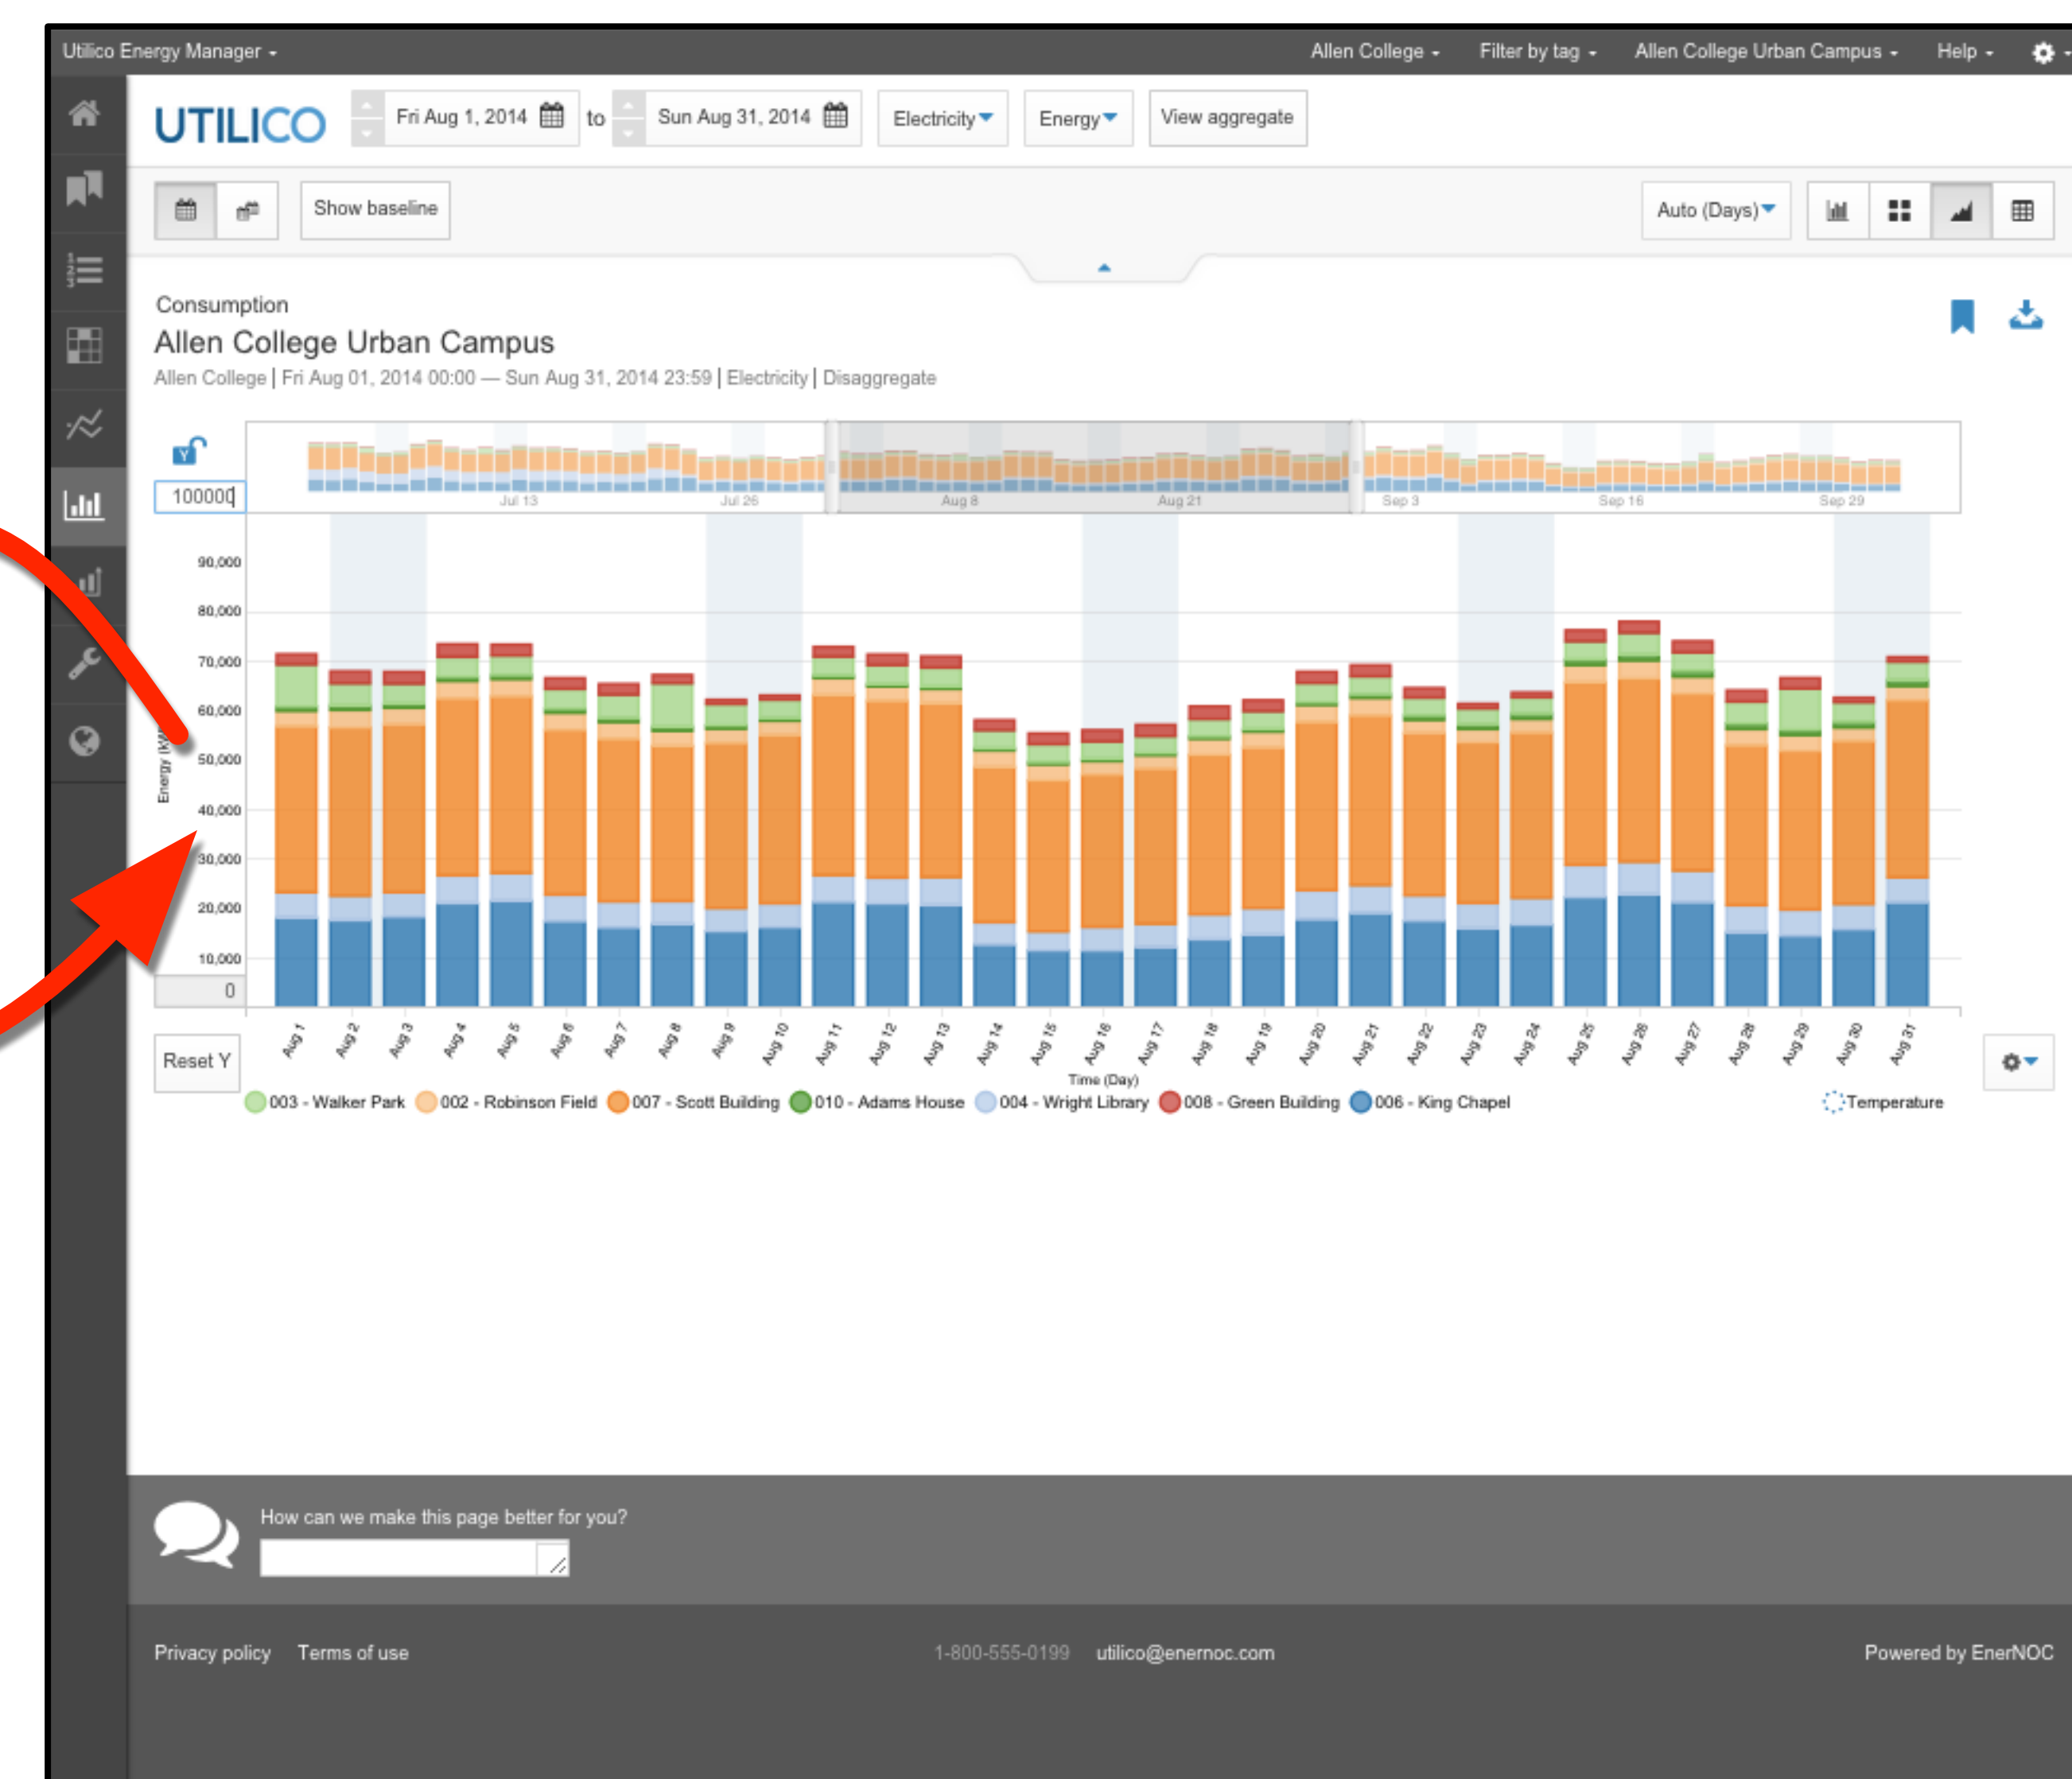 Utilico Energy Manager Allen College Filter by tag Allen College Urban Campus Help
UTILICO Fri Aug 1, 2014 to Sun Aug 31, 2014 Electricity Energy View aggregate
Show baseline Auto (Days)
Consumption
Allen College Urban Campus
Allen College | Fri Aug 01, 2014 00:00 — Sun Aug 31, 2014 23:59 | Electricity | Disaggregate
Y
100000
Jul 13 Jul 26 Aug 8 Aug 21 Sep 3 Sep 16 Sep 29
90,000
80,000
70,000
60,000
50,000
40,000
30,000
20,000
10,000
0
Energy
Aug 1 Aug 2 Aug 3 Aug 4 Aug 5 Aug 6 Aug 7 Aug 8 Aug 9 Aug 10 Aug 11 Aug 12 Aug 13 Aug 14 Aug 15 Aug 16 Aug 17 Aug 18 Aug 19 Aug 20 Aug 21 Aug 22 Aug 23 Aug 24 Aug 25 Aug 26 Aug 27 Aug 28 Aug 29 Aug 30 Aug 31
Reset Y
Time (Day)
003 - Walker Park 002 - Robinson Field 007 - Scott Building 010 - Adams House 004 - Wright Library 008 - Green Building 006 - King Chapel Temperature
How can we make this page better for you?
Privacy policy Terms of use 1-800-555-0199 utilico@enernoc.com Powered by EnerNOC